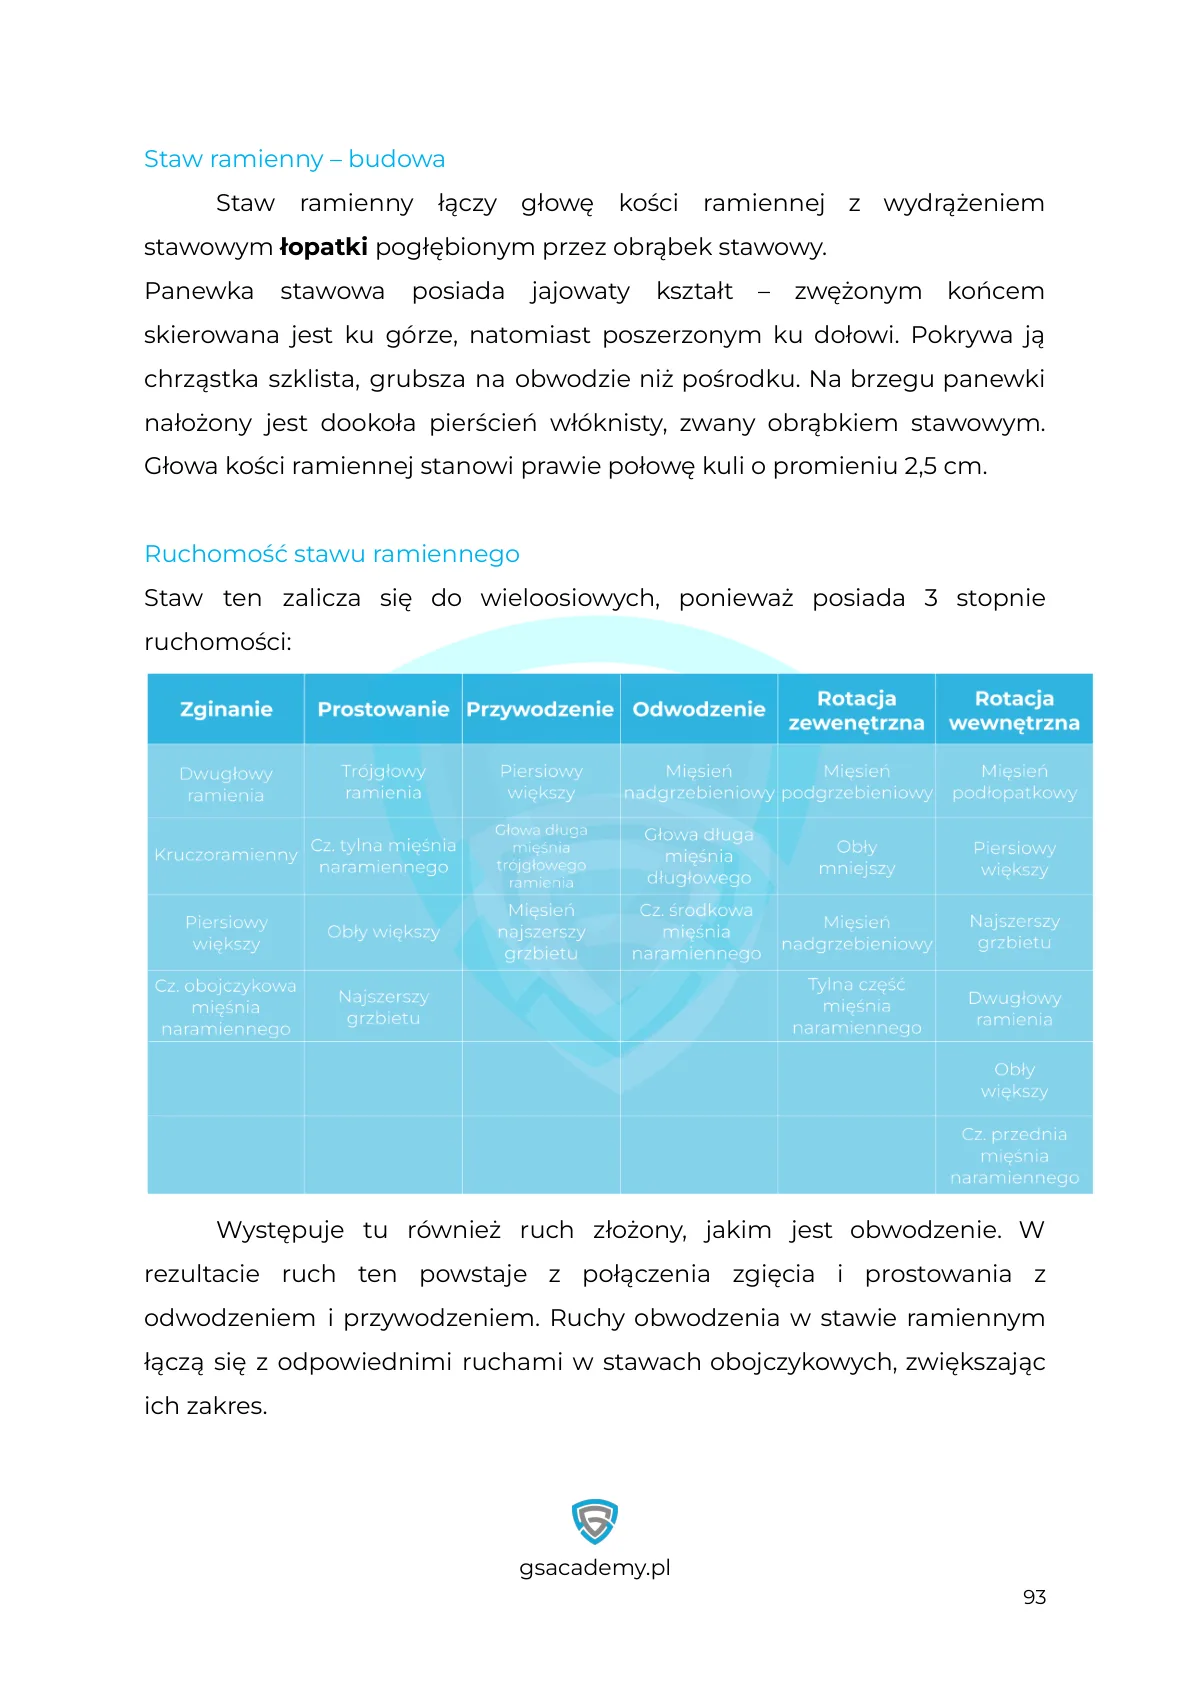 Staw ramienny – budowa
Staw ramienny łączy głowę kości ramiennej z wydrążeniem
stawowym łopatki pogłębionym przez obrąbek stawowy.
Panewka stawowa posiada jajowaty kształt – zwężonym końcem
skierowana jest ku górze, natomiast poszerzonym ku dołowi. Pokrywa ją
chrząstka szklista, grubsza na obwodzie niż pośrodku. Na brzegu panewki
nałożony jest dookoła pierścień włóknisty, zwany obrąbkiem stawowym.
Głowa kości ramiennej stanowi prawie połowę kuli o promieniu 2,5 cm.
Ruchomość stawu ramiennego
Staw ten zalicza się do wieloosiowych, ponieważ posiada 3 stopnie
ruchomości:
Zginanie
Prostowanie
Przywodzenie
Odwodzenie
Rotacja
zewenętrzna
Rotacja
wewnętrzna
Dwugłowy
ramienia
Trójgłowy
ramienia
Piersiowy
większy
Mięsień
nadgrzebieniowy
Mięsień
podgrzebieniowy
Mięsień
podłopatkowy
Kruczoramienny
Cz. tylna mięśnia
naramiennego
Głowa długa
mięśnia
trójgłowego
ramienia
Głowa długa
mięśnia
długłowego
Obły
mniejszy
Piersiowy
większy
Piersiowy
większy
Obły większy
Mięsień
najszerszy
grzbietu
Cz. środkowa
mięśnia
naramiennego
Mięsień
nadgrzebieniowy
Najszerszy
grzbietu
Cz. obojczykowa
mięśnia
naramiennego
Najszerszy
grzbietu
Tylna część
mięśnia
naramiennego
Dwugłowy
ramienia
Obły
większy
Cz. przednia
mięśnia
naramiennego
Występuje tu również ruch złożony, jakim jest obwodzenie. W
rezultacie ruch ten powstaje z połączenia zgięcia i prostowania z
odwodzeniem i przywodzeniem. Ruchy obwodzenia w stawie ramiennym
łączą się z odpowiednimi ruchami w stawach obojczykowych, zwiększając
ich zakres.
gsacademy.pl
93